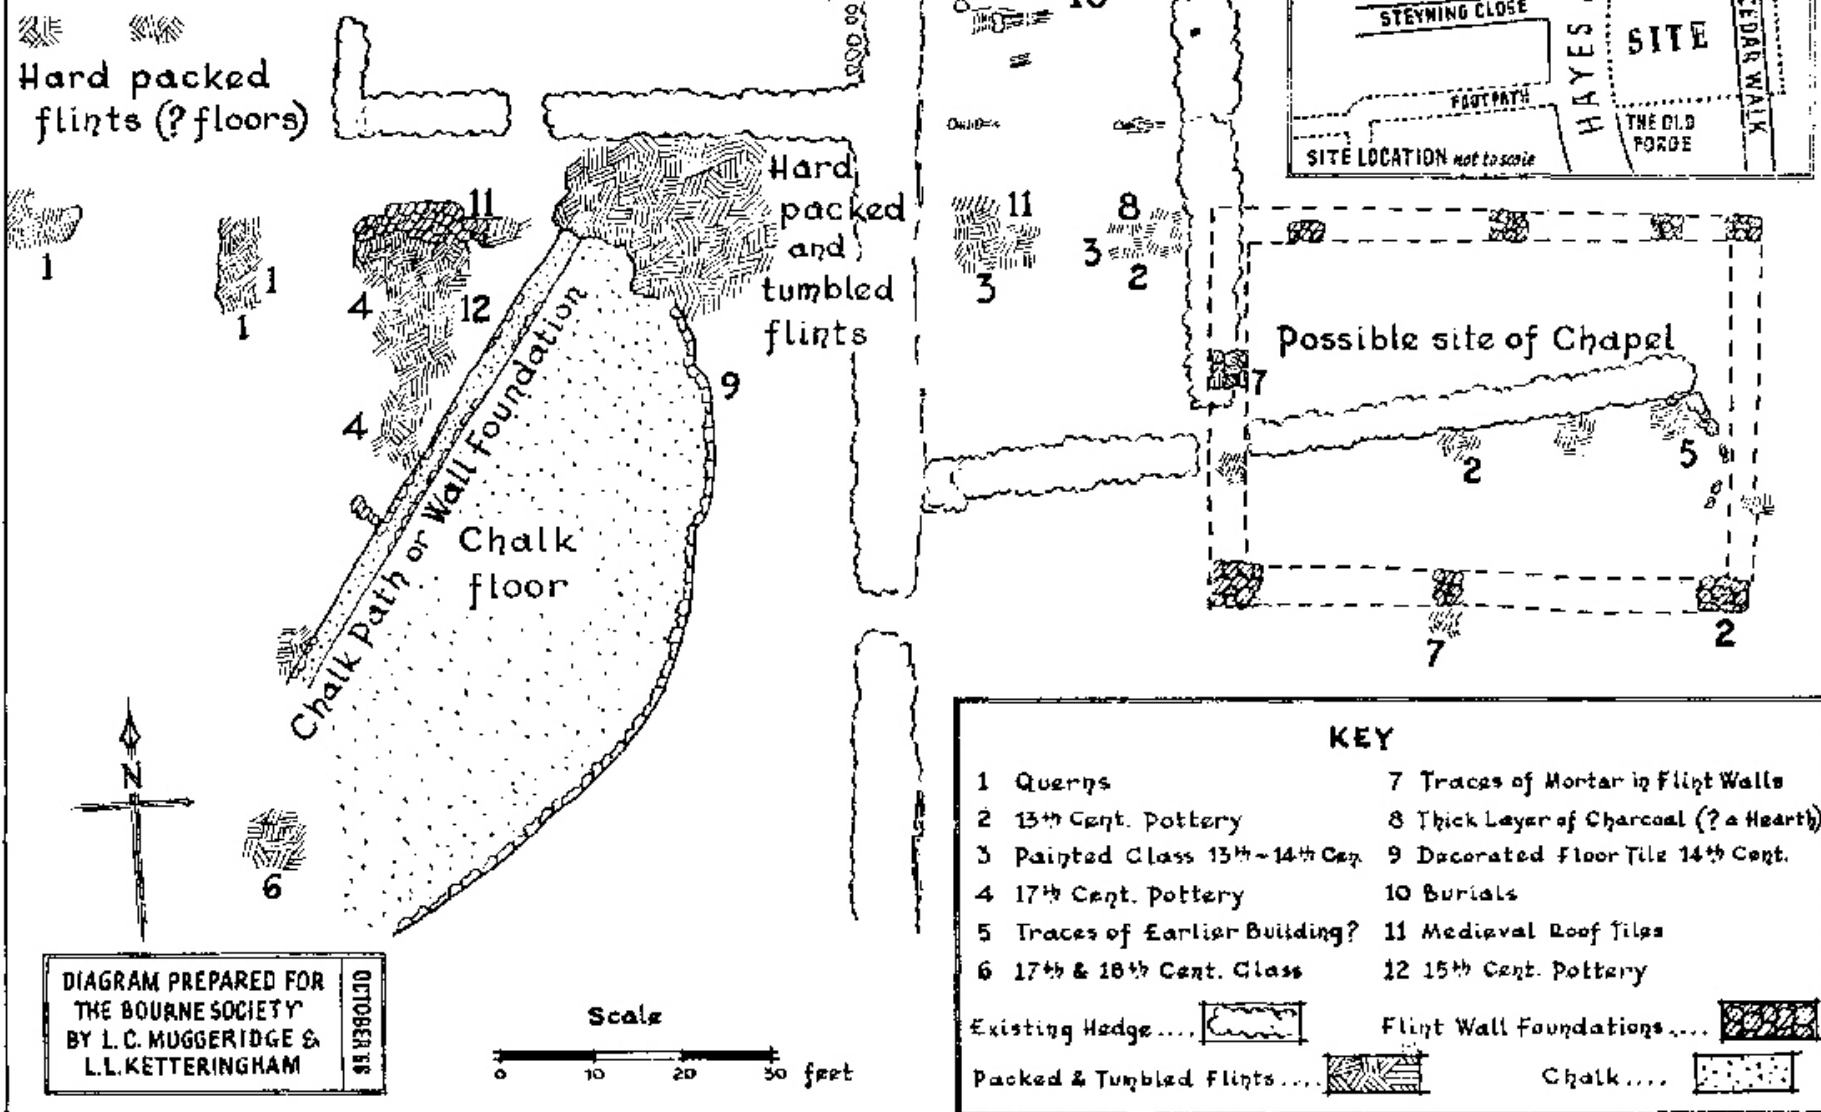 Hard packed
flints (? floors)
STEYNING CLOSE
HAYES
SITE
CEDAR WALK
FOOTPATH
THE OLD
FORGE
SITE LOCATION not to scale
Hard
packed
and
tumbled
flints
1
1
1
11
4
12
4
11
3
8
3
2
9
7
Possible site of Chapel
2
5
Chalk Path or Wall Foundation
Chalk
floor
7
2
N
6
KEY
1 Querns
2 13th Cent. Pottery
3 Painted Glass 13th-14th Cen.
4 17th Cent. Pottery
5 Traces of Earlier Building?
6 17th & 18th Cent. Glass
7 Traces of Mortar in Flint Walls
8 Thick Layer of Charcoal (? a Hearth)
9 Decorated Floor Tile 14th Cent.
10 Burials
11 Medieval Roof Tiles
12 15th Cent. Pottery
Existing Hedge....
Flint Wall Foundations....
Packed & Tumbled Flints....
Chalk....
DIAGRAM PREPARED FOR
THE BOURNE SOCIETY
BY L.C. MUGGERIDGE &
L.L. KETTERINGHAM
Scale
0 10 20 30 feet